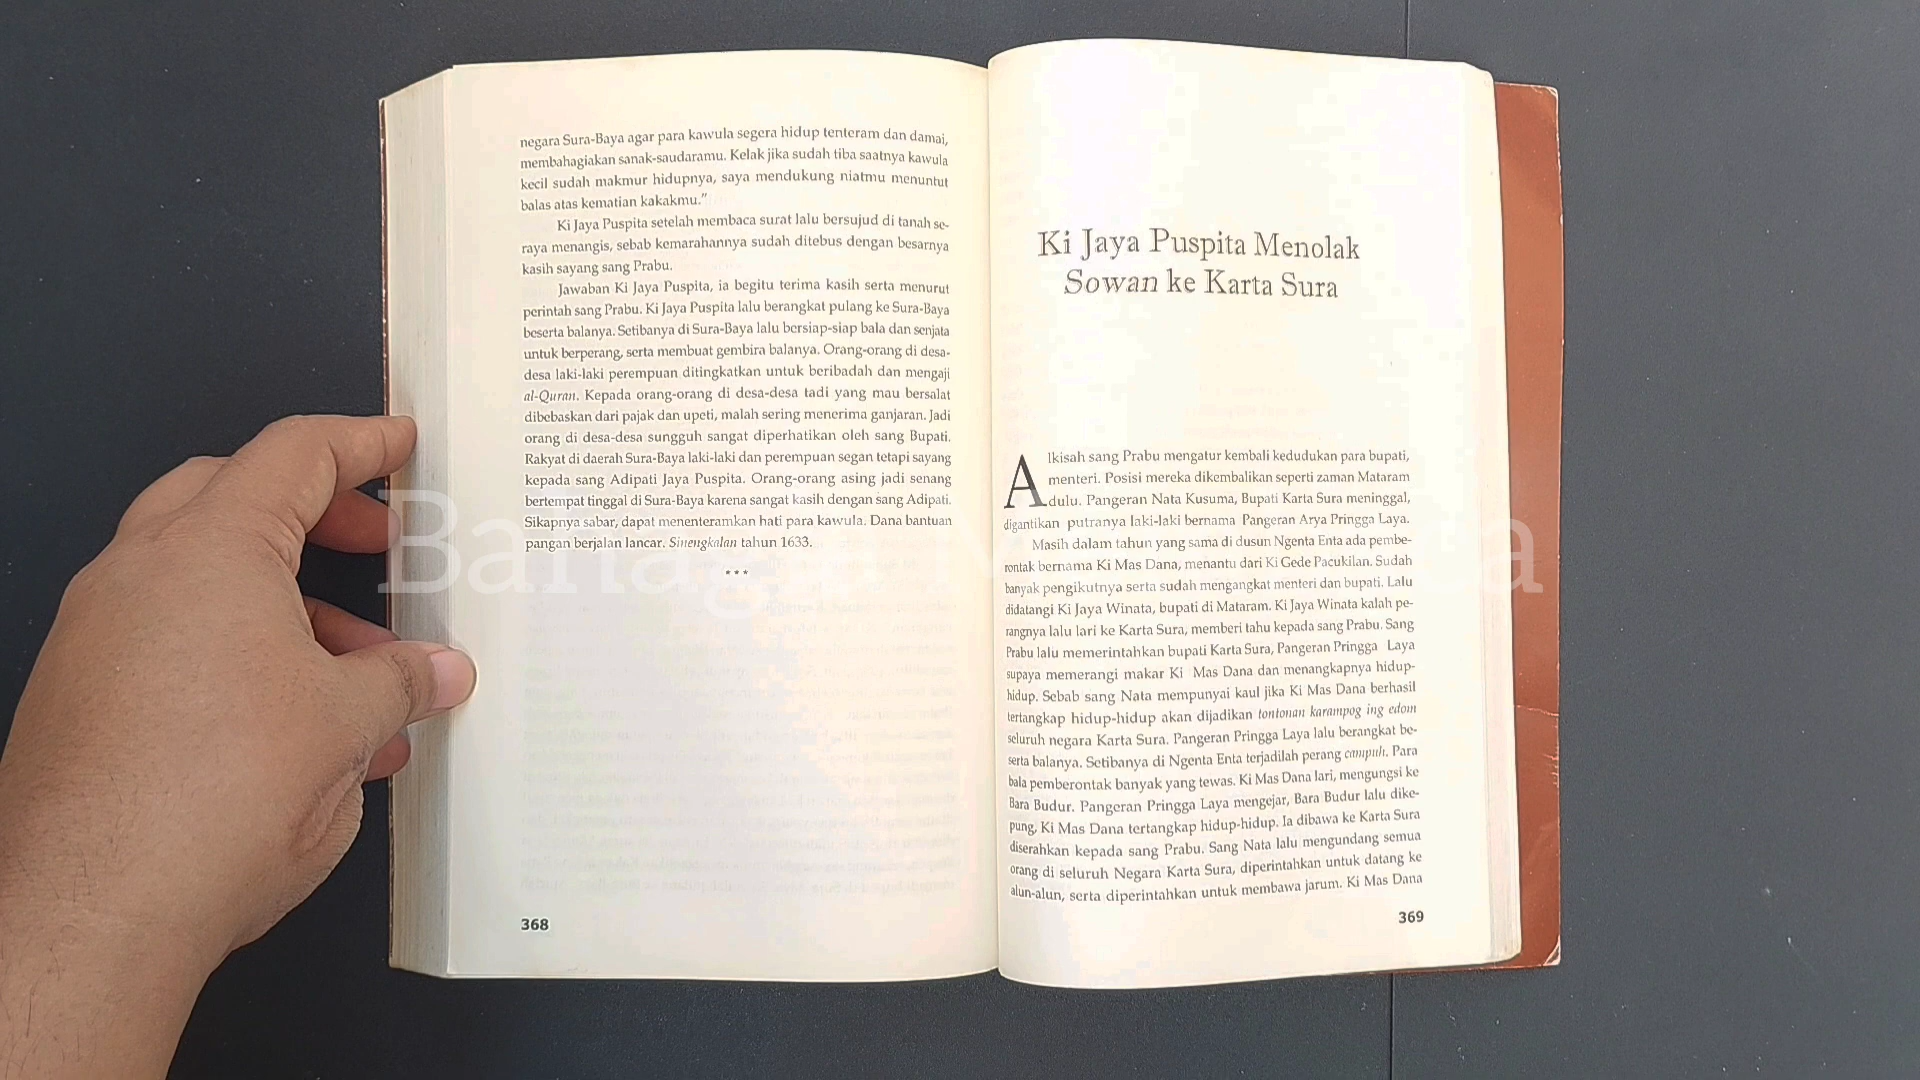 negara Sura-Baya agar para kawula segera hidup tenteram dan damai,
membahagiakan sanak-saudaramu. Kelak jika sudah tiba saatnya kawula
kecil sudah makmur hidupnya, saya mendukung niatmu menuntut
balas atas kematian kakakmu."
Ki Jaya Puspita setelah membaca surat lalu bersujud di tanah se-
raya menangis, sebab kemarahannya sudah ditebus dengan besarnya
kasih sayang sang Prabu.
Jawaban Ki Jaya Puspita, ia begitu terima kasih serta menurut
perintah sang Prabu. Ki Jaya Puspita lalu berangkat pulang ke Sura-Baya
beserta balanya. Setibanya di Sura-Baya lalu bersiap-siap bala dan senjata
untuk berperang, serta membuat gembira balanya. Orang-orang di desa-
desa laki-laki perempuan ditingkatkan untuk beribadah dan mengaji
al-Quran. Kepada orang-orang di desa-desa tadi yang mau bersalat
dibebaskan dari pajak dan upeti, malah sering menerima ganjaran. Jadi
orang di desa-desa sungguh sangat diperhatikan oleh sang Bupati.
Rakyat di daerah Sura-Baya laki-laki dan perempuan segan tetapi sayang
kepada sang Adipati Jaya Puspita. Orang-orang asing jadi senang
bertempat tinggal di Sura-Baya karena sangat kasih dengan sang Adipati.
Sikapnya sabar, dapat menenteramkan hati para kawula. Dana bantuan
pangan berjalan lancar. Sinengkalan tahun 1633.
***
368
Ki Jaya Puspita Menolak
Sowan ke Karta Sura
Alkisah sang Prabu mengatur kembali kedudukan para bupati,
menteri. Posisi mereka dikembalikan seperti zaman Mataram
dulu. Pangeran Nata Kusuma, Bupati Karta Sura meninggal,
digantikan putranya laki-laki bernama Pangeran Arya Pringga Laya.
Masih dalam tahun yang sama di dusun Ngenta Enta ada pembe-
rontak bernama Ki Mas Dana, menantu dari Ki Gede Pacukilan. Sudah
banyak pengikutnya serta sudah mengangkat menteri dan bupati. Lalu
didatangi Ki Jaya Winata, bupati di Mataram. Ki Jaya Winata kalah pe-
rangnya lalu lari ke Karta Sura, memberi tahu kepada sang Prabu. Sang
Prabu lalu memerintahkan bupati Karta Sura, Pangeran Pringga Laya
supaya memerangi makar Ki Mas Dana dan menangkapnya hidup-
hidup. Sebab sang Nata mempunyai kaul jika Ki Mas Dana berhasil
tertangkap hidup-hidup akan dijadikan tontonan karampog ing edom
seluruh negara Karta Sura. Pangeran Pringga Laya lalu berangkat be-
serta balanya. Setibanya di Ngenta Enta terjadilah perang campuh. Para
bala pemberontak banyak yang tewas. Ki Mas Dana lari, mengungsi ke
Bara Budur. Pangeran Pringga Laya mengejar, Bara Budur lalu dike-
pung, Ki Mas Dana tertangkap hidup-hidup. Ia dibawa ke Karta Sura
diserahkan kepada sang Prabu. Sang Nata lalu mengundang semua
orang di seluruh Negara Karta Sura, diperintahkan untuk datang ke
alun-alun, serta diperintahkan untuk membawa jarum. Ki Mas Dana
369